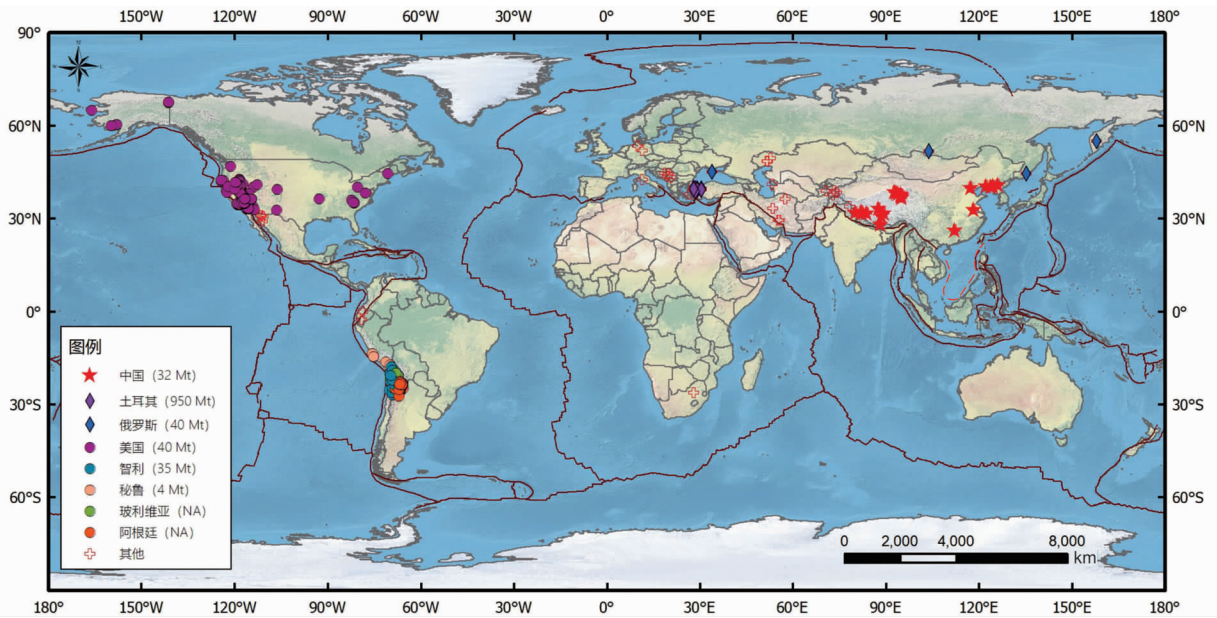 150°W 120°W 90°W 60°W 30°W 0° 30°E 60°E 90°E 120°E 150°E 180°
90°
60°N 60°N
30°N 30°N
0° 0°
30°S 30°S
60°S 60°S
图例
中国（32 Mt）
土耳其（950 Mt）
俄罗斯（40 Mt）
美国（40 Mt）
智利（35 Mt）
秘鲁（4 Mt）
玻利维亚（NA）
阿根廷（NA）
其他
0 2,000 4,000 8,000
km
180° 150°W 120°W 90°W 60°W 30°W 0° 30°E 60°E 90°E 120°E 150°E 180°